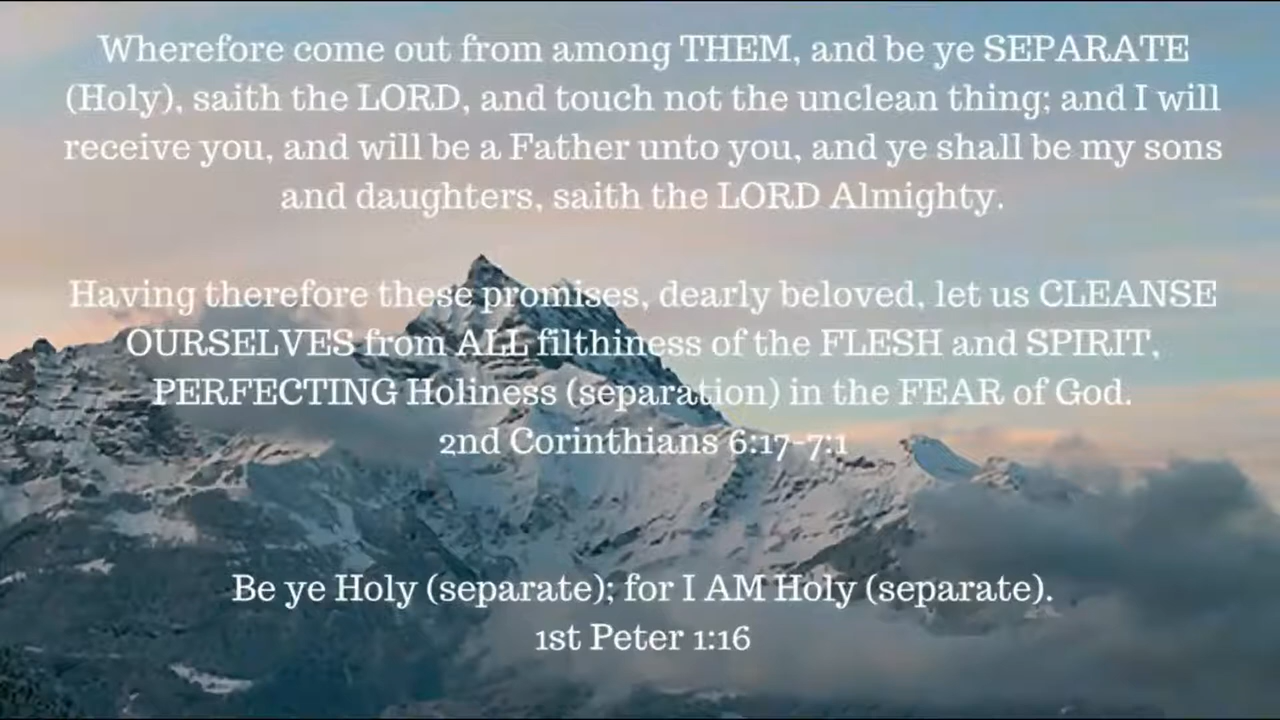 Wherefore come out from among THEM, and be ye SEPARATE
(Holy), saith the LORD, and touch not the unclean thing; and I will
receive you, and will be a Father unto you, and ye shall be my sons
and daughters, saith the LORD Almighty.
Having therefore these promises, dearly beloved, let us CLEANSE
OURSELVES from ALL filthiness of the FLESH and SPIRIT,
PERFECTING Holiness (separation) in the FEAR of God.
2nd Corinthians 6:17-7:1
Be ye Holy (separate); for I AM Holy (separate).
1st Peter 1:16